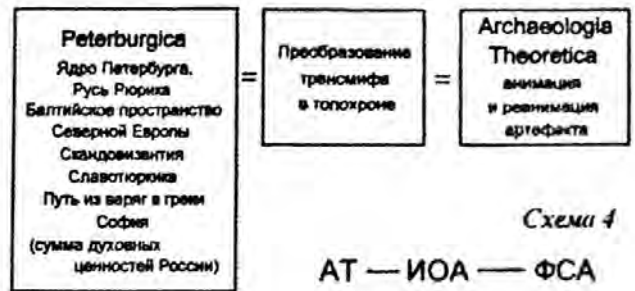 Peterburgica
Ядро Петербурга,
Русь Рюрика
Балтийское пространство
Северной Европы
Скандовизантия
Славотюркика
Путь из варяг в греки
София
(сумма духовных
ценностей России)
=
Преобразование
трансмифа
в топохроне
=
Archaeologia
Theoretica
анимация
и реанимация
артефакта
Схема 4
АТ — ИОА — ФСА